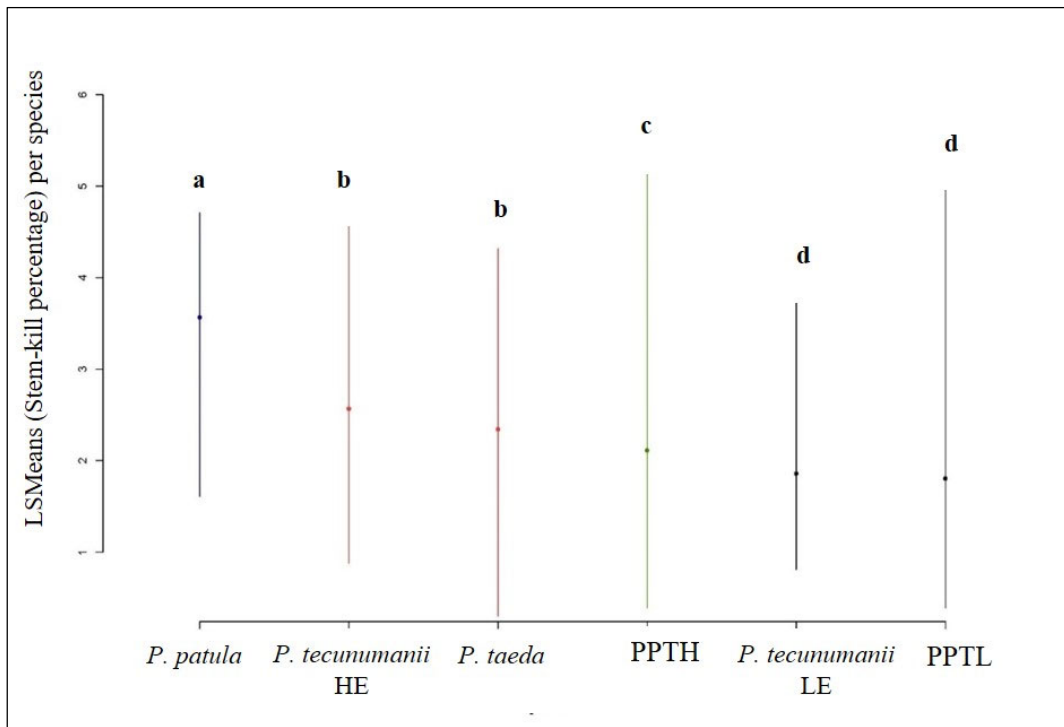 LSMeans (Stem-kill percentage) per species
6
5
4
3
2
1
a
b
b
c
d
d
P. patula
P. tecunumanii
HE
P. taeda
PPTH
P. tecunumanii
LE
PPTL
-